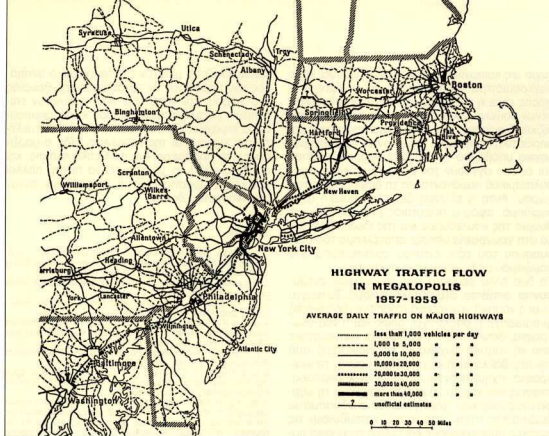 Syracuse
Utica
Schenectady
Troy
Albany
Boston
Worcester
Springfield
Binghamton
Hartford
Providence
Scranton
Williamsport
Wilkes
Barre
New Haven
Allentown
New York City
Reading
arrisburg
York
Lancaster
Philadelphia
Wilmington
Atlantic City
Baltimore
Washington
HIGHWAY TRAFFIC FLOW
IN MEGALOPOLIS
1957-1958
AVERAGE DAILY TRAFFIC ON MAJOR HIGHWAYS
less than 1,000 vehicles per day
1,000 to 5,000 " " "
5,000 to 10,000 " " "
10,000 to 20,000 " " "
20,000 to 30,000 " " "
30,000 to 40,000 " " "
more than 40,000 " " "
? unofficial estimates
0 10 20 30 40 50 Miles